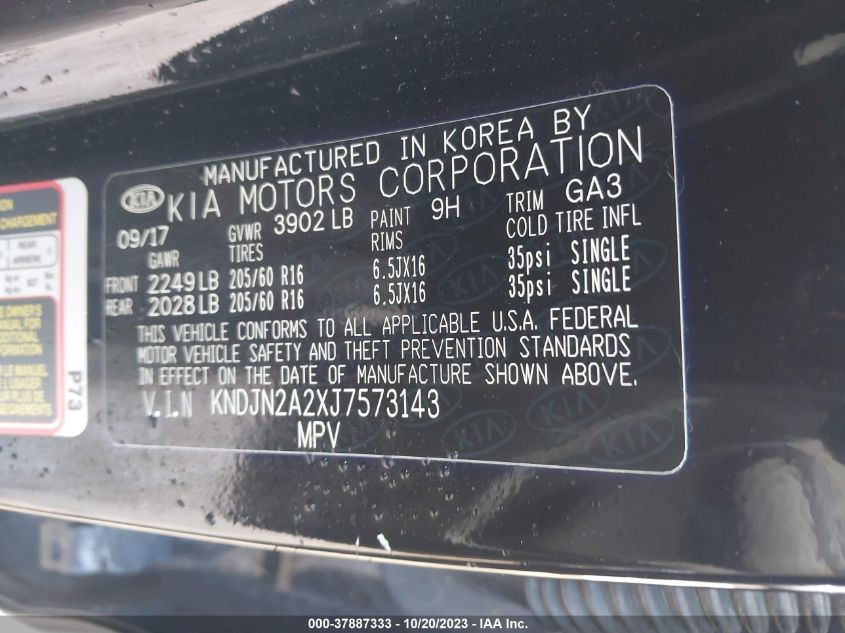 MANUFACTURED IN KOREA BY
KIA KIA MOTORS CORPORATION
09/17 GVWR 3902 LB PAINT 9H TRIM GA3
GAWR TIRES RIMS COLD TIRE INFL
FRONT 2249 LB 205/60 R16 6.5JX16 35psi SINGLE
REAR 2028 LB 205/60 R16 6.5JX16 35psi SINGLE
THIS VEHICLE CONFORMS TO ALL APPLICABLE U.S.A. FEDERAL
MOTOR VEHICLE SAFETY AND THEFT PREVENTION STANDARDS
IN EFFECT ON THE DATE OF MANUFACTURE SHOWN ABOVE.
V.I.N KNDJN2A2XJ7573143
MPV
CHARGEMENT
REAR
P73
000-37887333 - 10/20/2023 - IAA Inc.